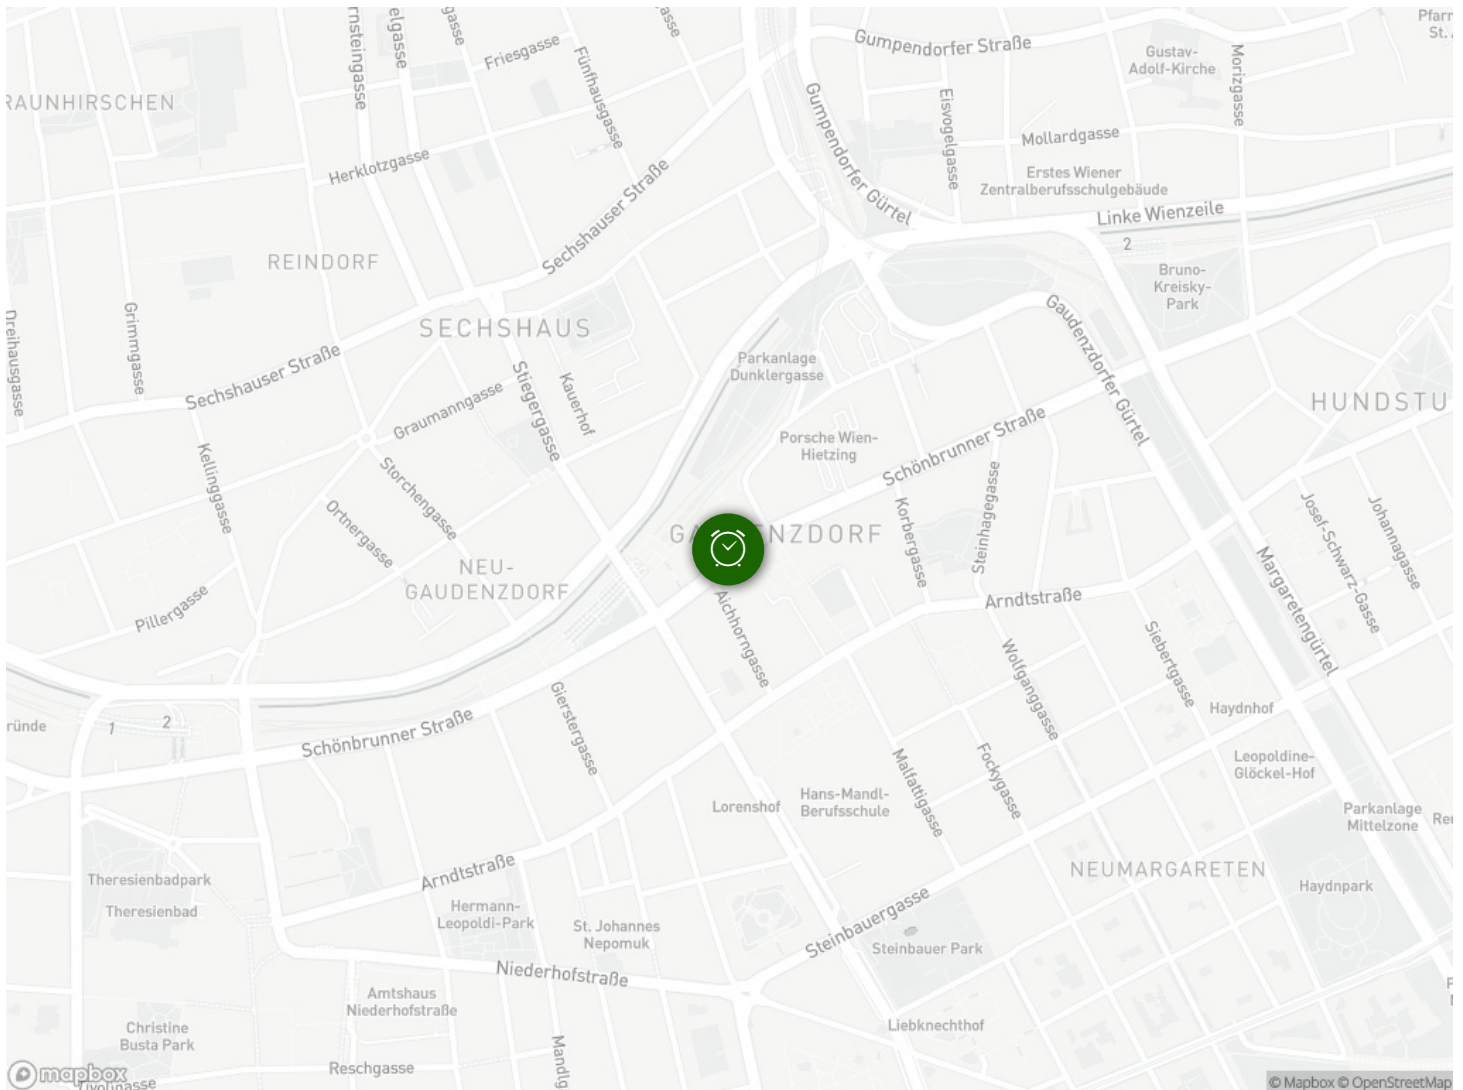 Gumpendorfer Straße
Gustav-
Adolf-Kirche
Morizgasse
Friesgasse
Fünfhausgasse
RAUNHIRSCHEN
Gumpendorfer Gürtel
Eisvogelgasse
Mollardgasse
Herklotzgasse
Erstes Wiener
Zentralberufsschulgebäude
Linke Wienzeile
2
Sechshauser Straße
REINDORF
Bruno-
Kreisky-
Park
Dreihausgasse
Grimmgasse
SECHSHAUS
Gaudenzdorfer Gürtel
Sechshauser Straße
Parkanlage
Dunklergasse
Stiegergasse
Kauerhof
Graumanngasse
HUNDSTU
Porsche Wien-
Hietzing
Schönbrunner Straße
Kellinggasse
Storchengasse
Ortnergasse
Korbergasse
Steinhagegasse
Josef-Schwarz-Gasse
Johannagasse
NEU-
GAUDENZDORF
Margaretengürtel
Pillergasse
Aichhorngasse
Arndtstraße
Siebertgasse
Wolfganggasse
Haydnhof
ründe
1
2
Schönbrunner Straße
Gierstergasse
Fockygasse
Malfattigasse
Leopoldine-
Glöckel-Hof
Lorenshof
Hans-Mandl-
Berufsschule
Parkanlage
Mittelzone
Arndtstraße
NEUMARGARETEN
Theresienbadpark
Theresienbad
Haydnpark
Hermann-
Leopoldi-Park
St. Johannes
Nepomuk
Steinbauergasse
Steinbauer Park
Niederhofstraße
Amtshaus
Niederhofstraße
Christine
Busta Park
Liebknechthof
Reschgasse
mapbox
© Mapbox © OpenStreetMap